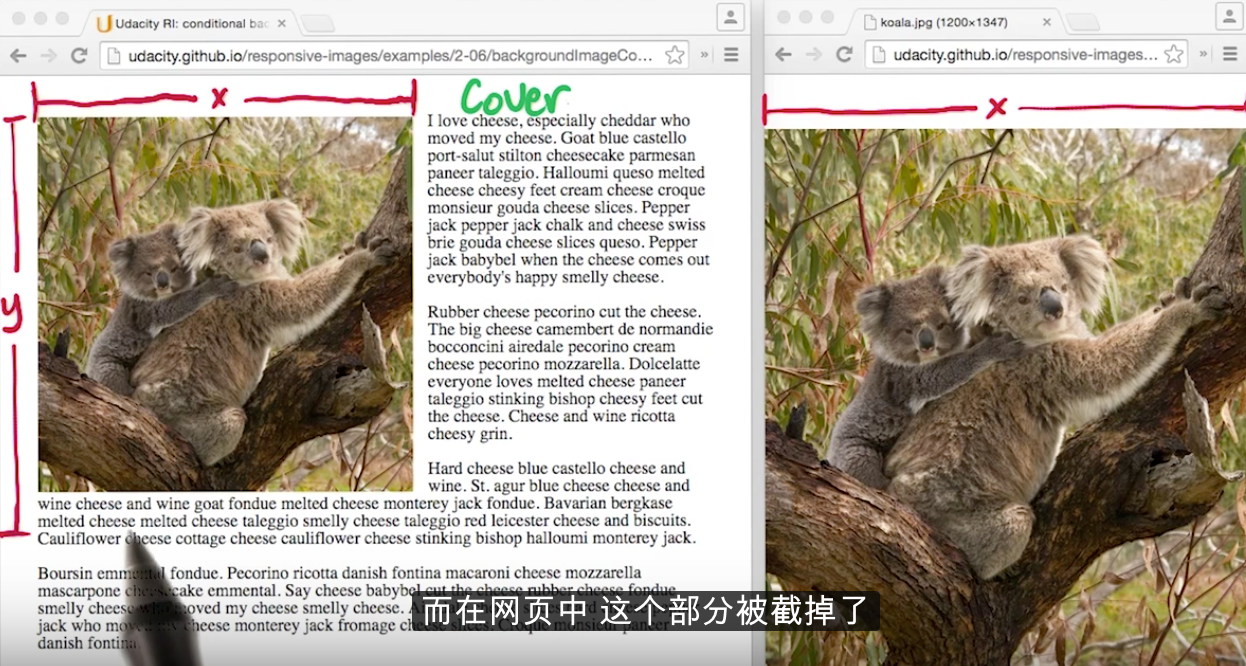 Udacity RI: conditional bac
udacity.github.io/responsive-images/examples/2-06/backgroundImageCo...
koala.jpg (1200×1347)
udacity.github.io/responsive-images...
x
Cover
y
I love cheese, especially cheddar who
moved my cheese. Goat blue castello
port-salut stilton cheesecake parmesan
paneer taleggio. Halloumi queso melted
cheese cheesy feet cream cheese croque
monsieur gouda cheese slices. Pepper
jack pepper jack chalk and cheese swiss
brie gouda cheese slices queso. Pepper
jack babybel when the cheese comes out
everybody's happy smelly cheese.
Rubber cheese pecorino cut the cheese.
The big cheese camembert de normandie
bocconcini airedale pecorino cream
cheese pecorino mozzarella. Dolcelatte
everyone loves melted cheese paneer
taleggio stinking bishop cheesy feet cut
the cheese. Cheese and wine ricotta
cheesy grin.
Hard cheese blue castello cheese and
wine. St. agur blue cheese cheese and
wine cheese and wine goat fondue melted cheese monterey jack fondue. Bavarian bergkase
melted cheese melted cheese taleggio smelly cheese taleggio red leicester cheese and biscuits.
Cauliflower cheese cottage cheese cauliflower cheese stinking bishop halloumi monterey jack.
Boursin emmental fondue. Pecorino ricotta danish fontina macaroni cheese mozzarella
mascarpone cheesecake emmental. Say cheese babybel cut the cheese rubber cheese fondue
smelly cheese who moved my cheese smelly cheese.
jack who moved my cheese monterey jack fromage cheese slices. Croque monsieur paneer
danish fontina
x
而在网页中 这个部分被截掉了